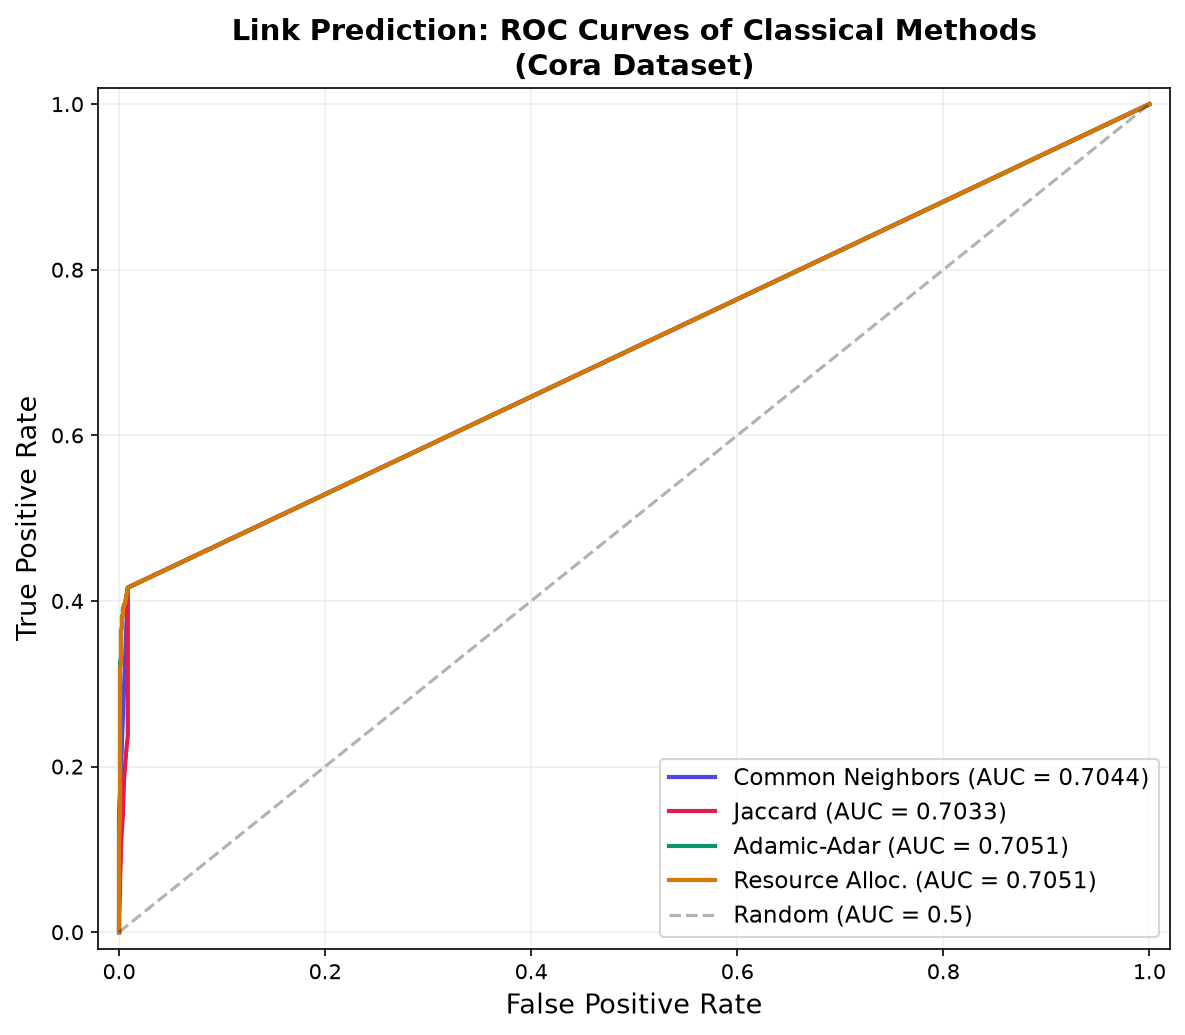 Link Prediction: ROC Curves of Classical Methods
(Cora Dataset)
True Positive Rate
1.0
0.8
0.6
0.4
0.2
0.0
Common Neighbors (AUC = 0.7044)
Jaccard (AUC = 0.7033)
Adamic-Adar (AUC = 0.7051)
Resource Alloc. (AUC = 0.7051)
Random (AUC = 0.5)
0.0 0.2 0.4 0.6 0.8 1.0
False Positive Rate